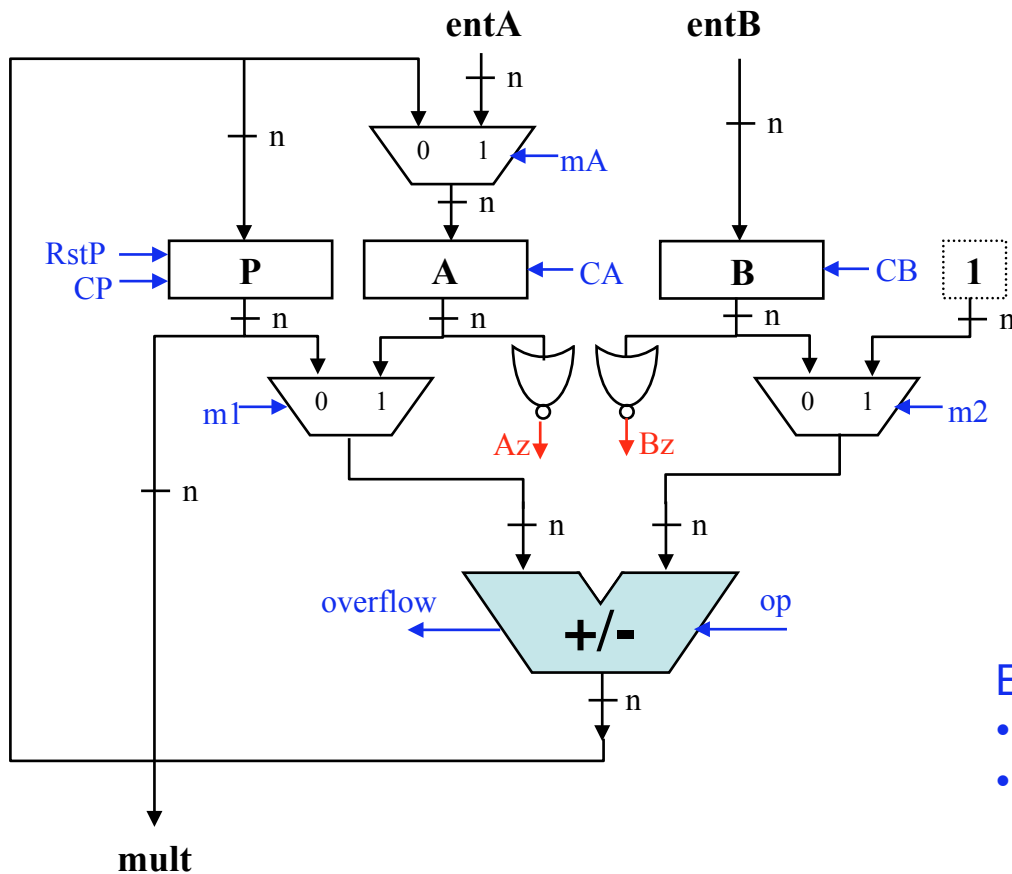 entA entB
n n
n
0 1 mA
n
RstP
CP
P A CA B CB 1
n n n n
m1 0 1 0 1 m2
Az Bz
n
n n
overflow op
+/-
n
E
•
•
mult